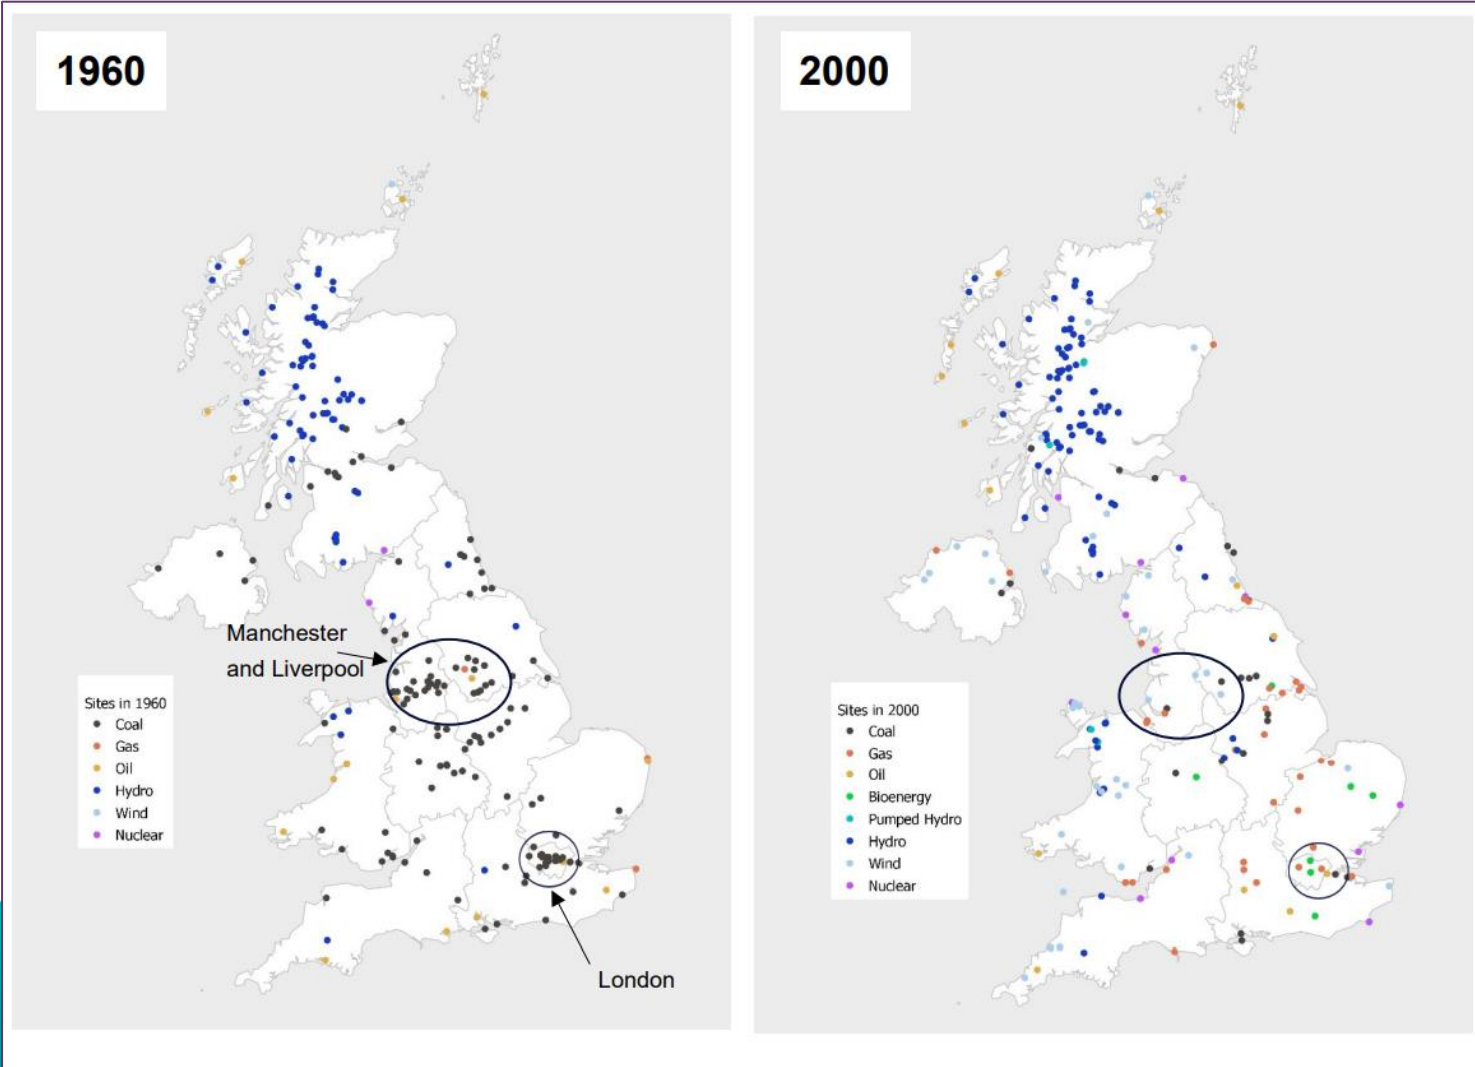 1960
Manchester
and Liverpool
Sites in 1960
Coal
Gas
Oil
Hydro
Wind
Nuclear
London
2000
Sites in 2000
Coal
Gas
Oil
Bioenergy
Pumped Hydro
Hydro
Wind
Nuclear